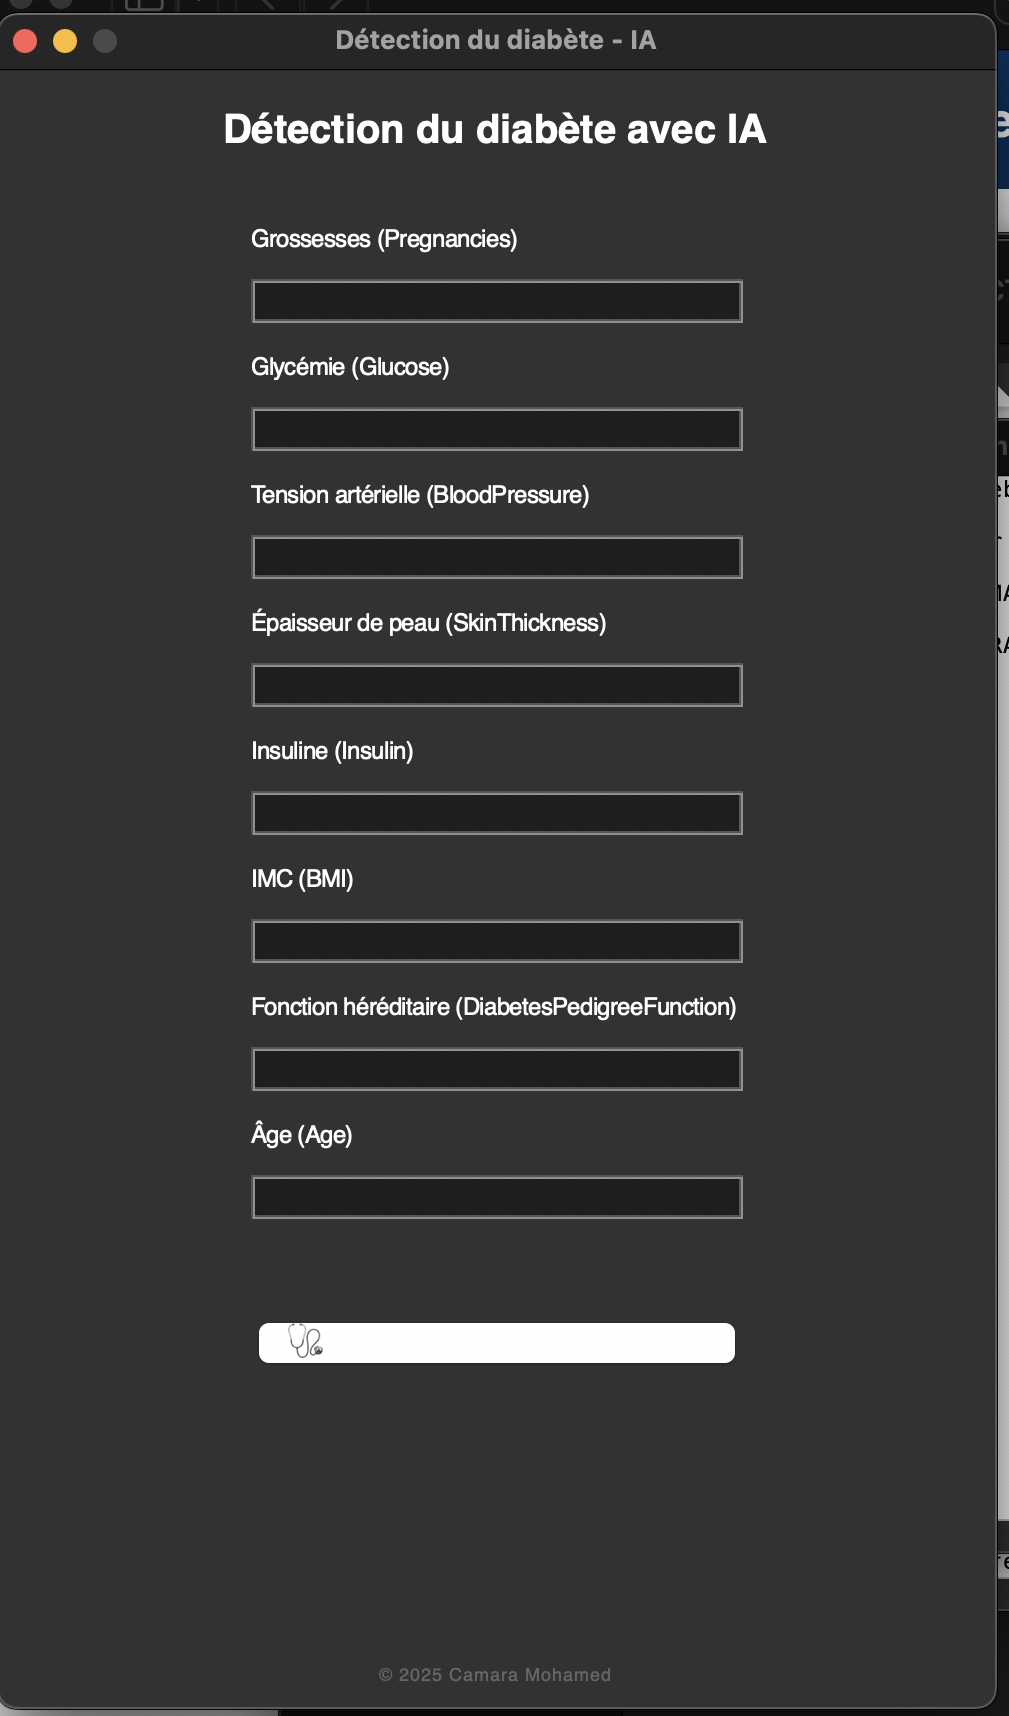 Détection du diabète - IA
Détection du diabète avec IA
Grossesses (Pregnancies)
Glycémie (Glucose)
Tension artérielle (BloodPressure)
Épaisseur de peau (SkinThickness)
Insuline (Insulin)
IMC (BMI)
Fonction héréditaire (DiabetesPedigreeFunction)
Âge (Age)
© 2025 Camara Mohamed